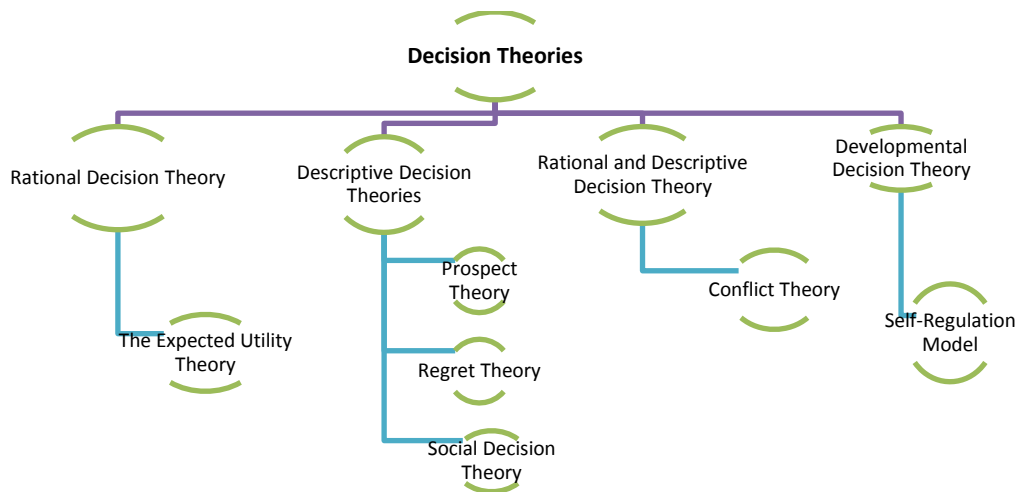 Decision Theories
Rational Decision Theory
Descriptive Decision
Theories
Rational and Descriptive
Decision Theory
Developmental
Decision Theory
The Expected Utility
Theory
Prospect
Theory
Regret Theory
Social Decision
Theory
Conflict Theory
Self-Regulation
Model